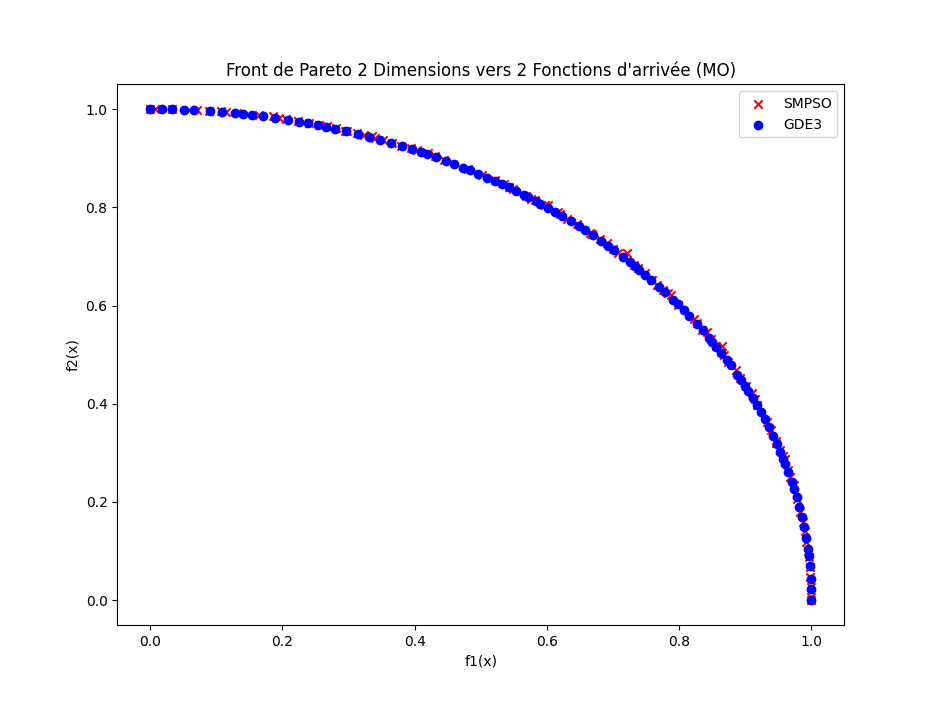 Front de Pareto 2 Dimensions vers 2 Fonctions d'arrivée (MO)
SMPSO
GDE3
1.0
0.8
0.6
0.4
0.2
0.0
f2(x)
0.0 0.2 0.4 0.6 0.8 1.0
f1(x)